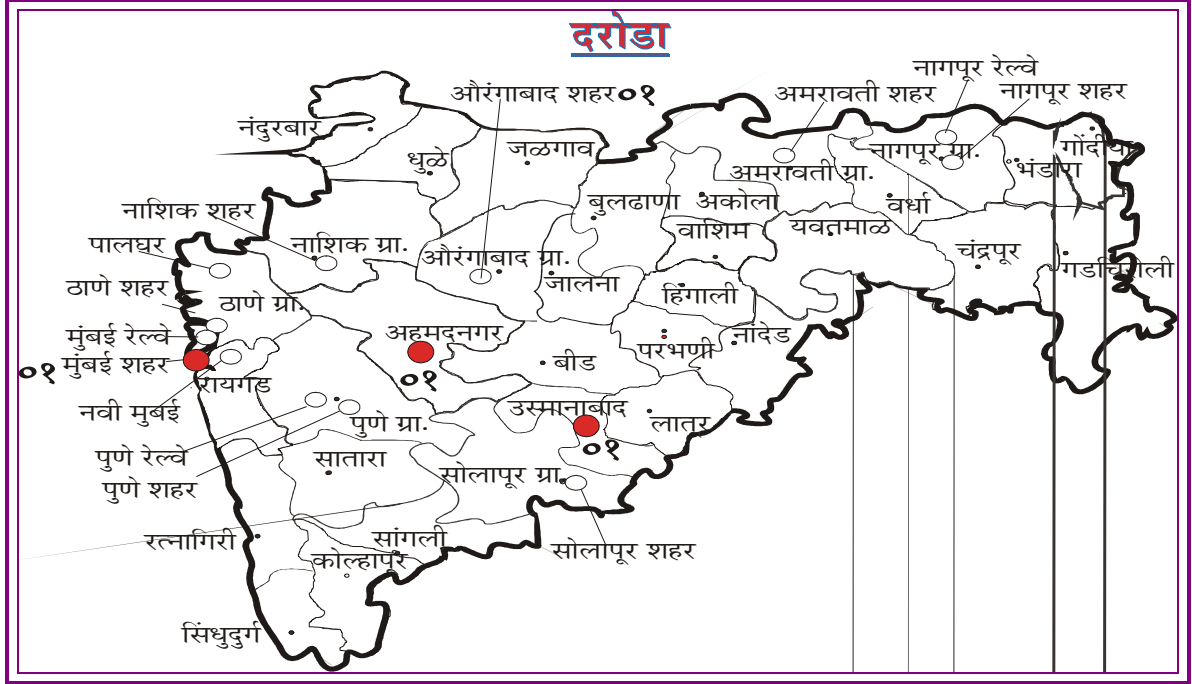 दरोडा
नागपूर रेल्वे
औरंगाबाद शहर०१
अमरावती शहर
नागपूर शहर
नंदुरबार
धुळे
जळगाव
नागपूर ग्रा.
गोंदीया
अमरावती ग्रा.
भंडारा
नाशिक शहर
बुलढाणा
अकोला
वर्धा
पालघर
नाशिक ग्रा.
औरंगाबाद ग्रा.
वाशिम
यवतमाळ
चंद्रपूर
गडचिरोली
ठाणे शहर
ठाणे ग्रा.
जालना
हिंगाली
मुंबई रेल्वे
अहमदनगर
नांदेड
परभणी
०१ मुंबई शहर
बीड
रायगड
०१
नवी मुबई
पुणे ग्रा.
उस्मानाबाद
लातर
०१
पुणे रेल्वे
सातारा
पुणे शहर
सोलापूर ग्रा.
रत्नागिरी
सांगली
सोलापूर शहर
कोल्हापूर
सिंधुदुर्ग